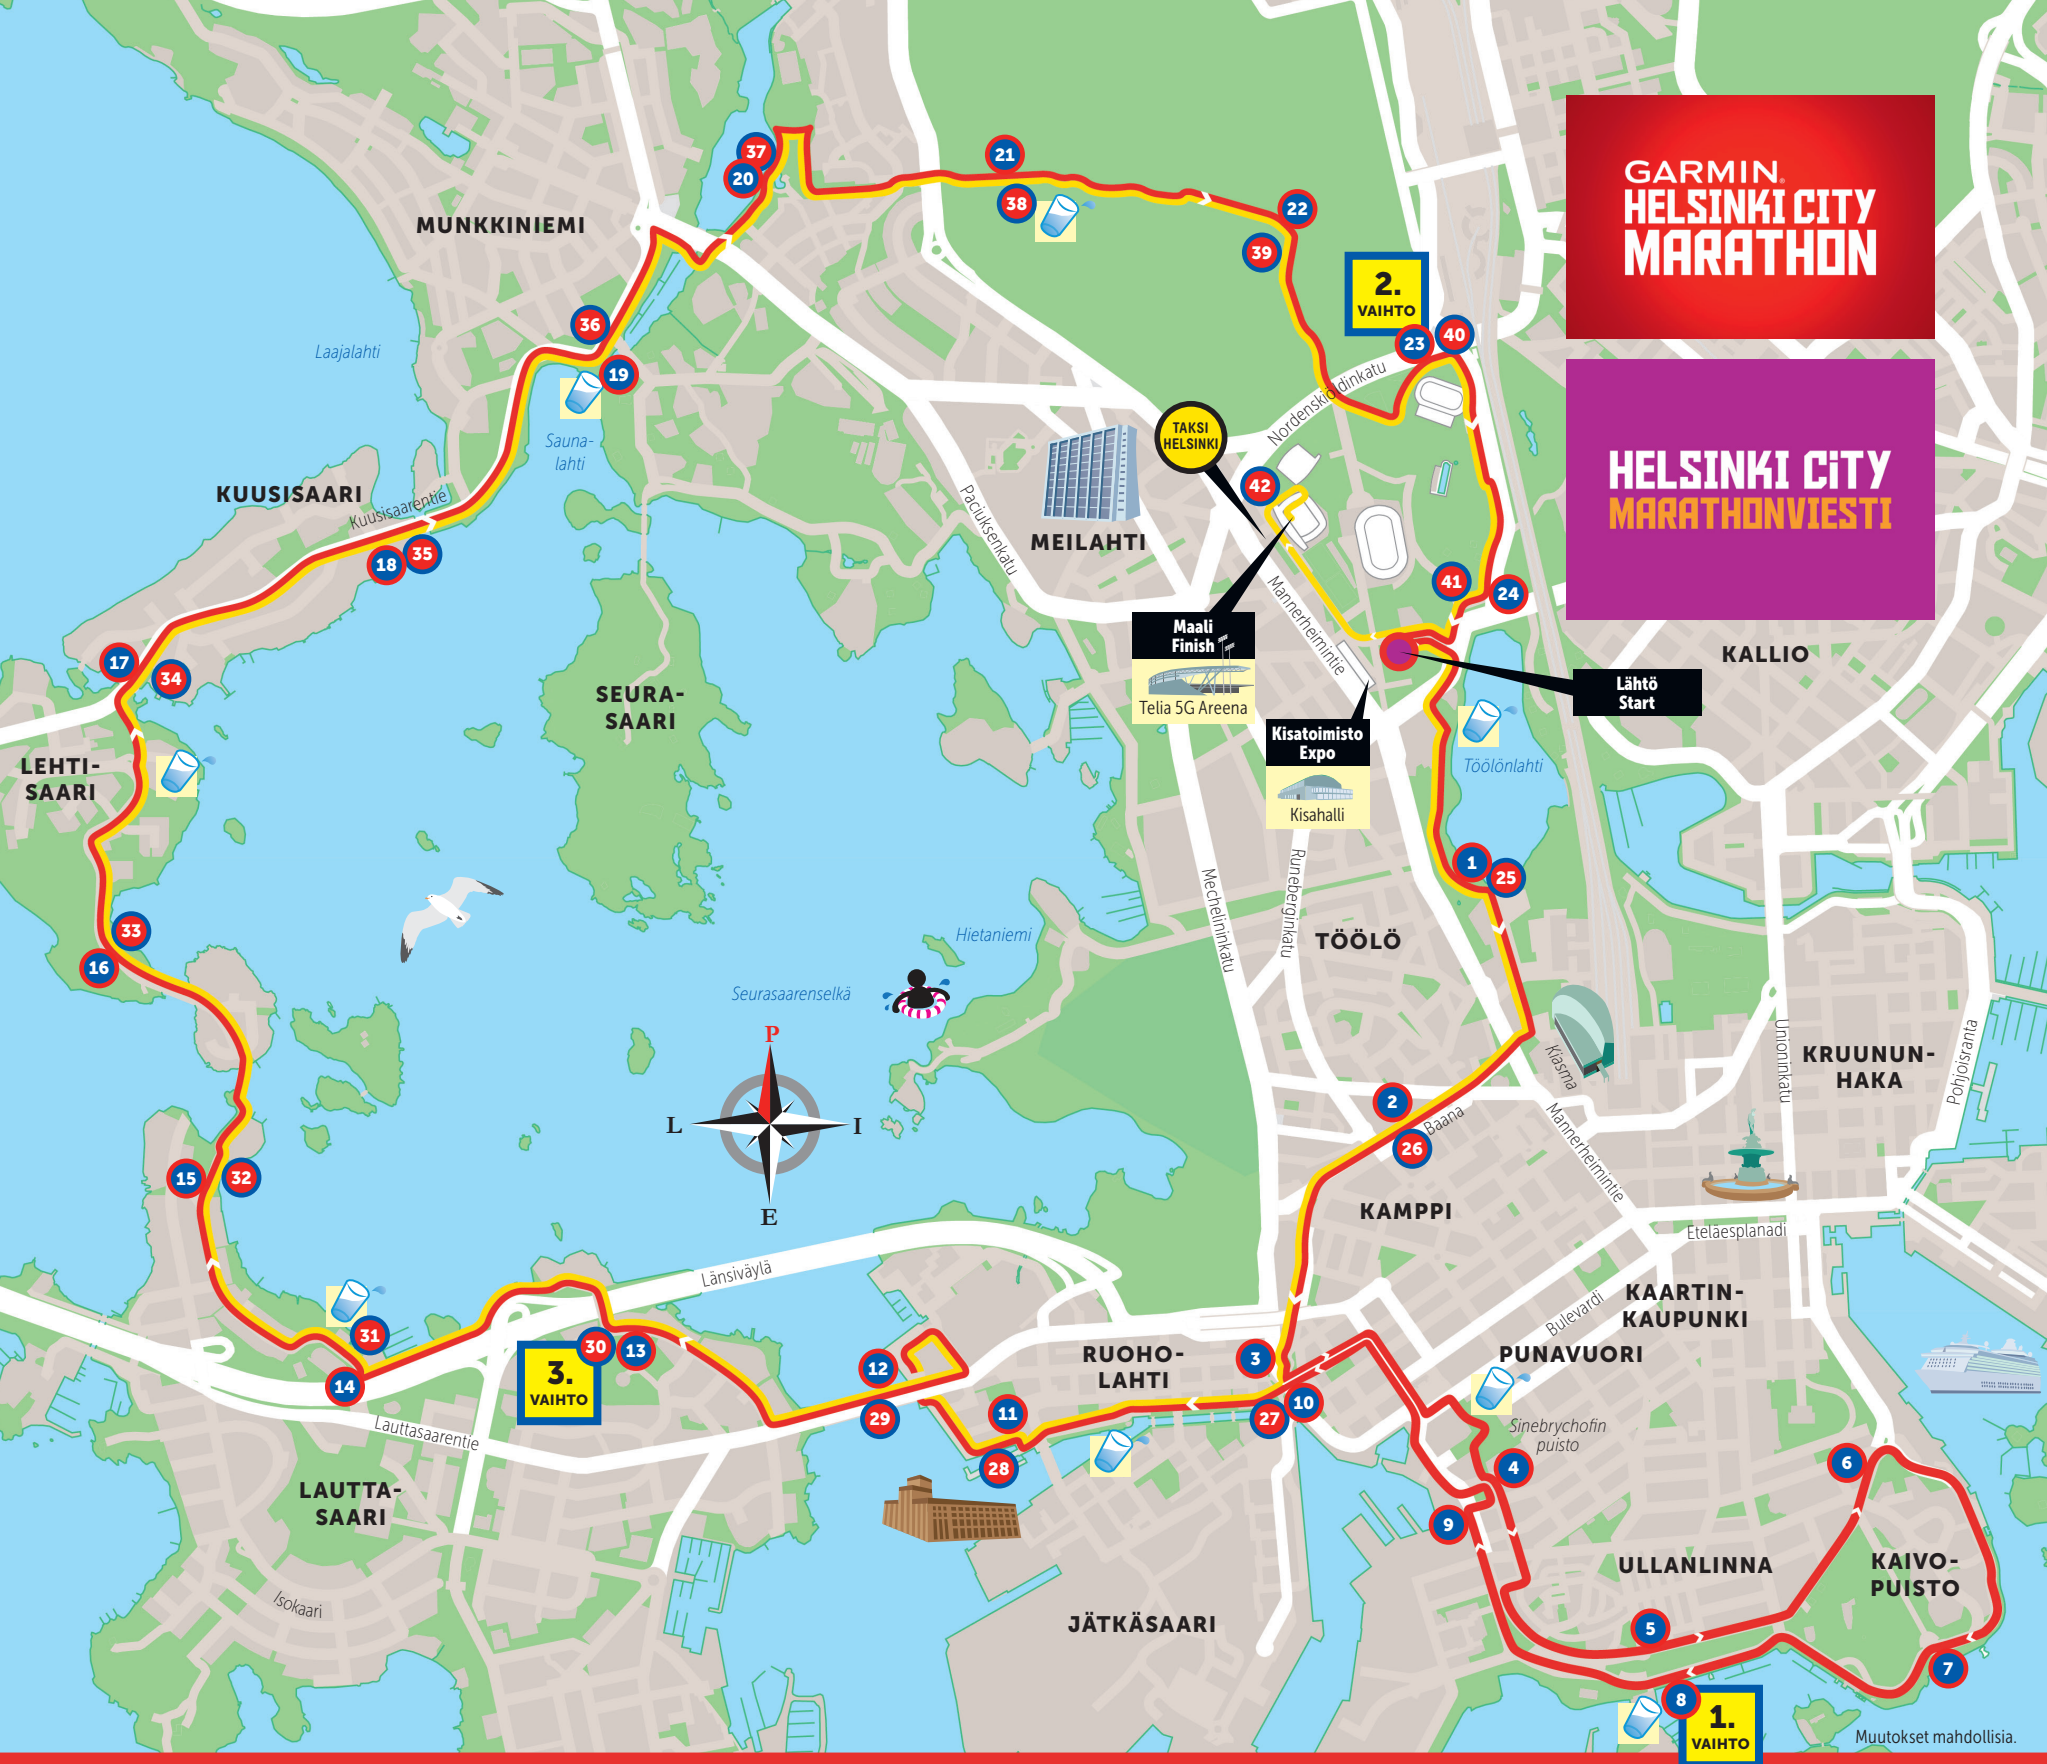 GARMIN
HELSINKI CITY
MARATHON
HELSINKI CiTY
MARATHONVIESTI
37
20
21
38
22
39
MUNKKINIEMI
2.
VAIHTO
23
40
36
19
Laajalahti
Sauna-
lahti
Nordenskiöldinkatu
TAKSI
HELSINKI
KUUSISAARI
Kuusisaarentie
18
35
42
Paciuksenkatu
MEILAHTI
Mannerheimintie
41
24
17
34
Maali
Finish
Telia 5G Areena
KALLIO
Lähtö
Start
SEURA-
SAARI
Kisatoimisto
Expo
Kisahalli
Töölönlahti
LEHTI-
SAARI
1
25
Mechelininkatu
Runeberginkatu
TÖÖLÖ
33
16
Hietaniemi
Seurasaarenselkä
P
L
I
E
Kiasma
Unioninkatu
KRUUNUN-
HAKA
Pohjoisranta
2
Baana
26
Mannerheimintie
15
32
KAMPPI
Eteläesplanadi
Länsiväylä
KAARTIN-
KAUPUNKI
Bulevardi
PUNAVUORI
31
14
30
13
3.
VAIHTO
12
29
RUOHO-
LAHTI
3
11
28
10
27
Lauttasaarentie
Sinebrychofin
puisto
4
6
9
LAUTTA-
SAARI
Isokaari
JÄTKÄSAARI
ULLANLINNA
KAIVO-
PUISTO
5
7
8
1.
VAIHTO
Muutokset mahdollisia.